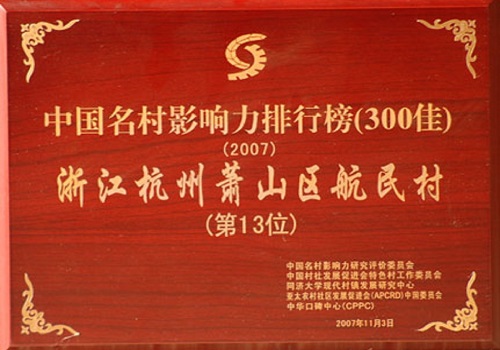 中国名村影响力排行榜(300佳)
(2007)
浙江杭州萧山区航民村
(第13位)
中国名村影响力研究评价委员会
中国村社发展促进会特色村工作委员会
同济大学现代村镇发展研究中心
亚太农村社区发展促进会(APCRD)中国委员会
中华口碑中心(CPPC)
2007年11月3日